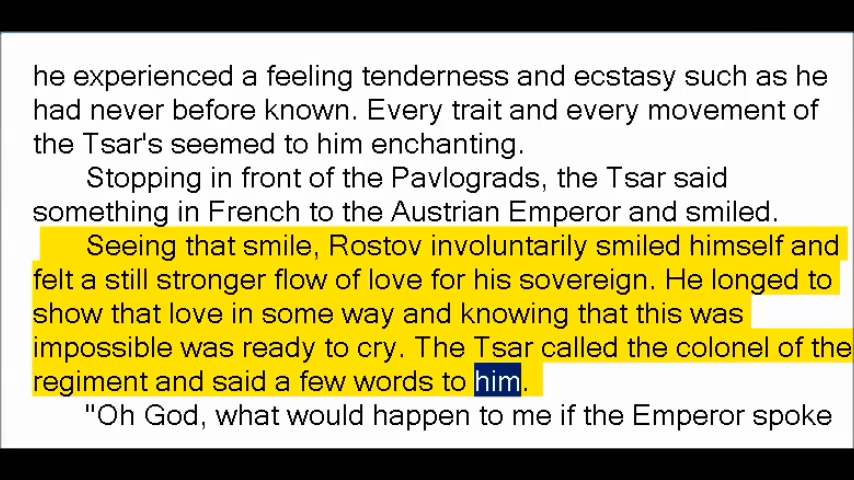 he experienced a feeling tenderness and ecstasy such as he
had never before known. Every trait and every movement of
the Tsar's seemed to him enchanting.
Stopping in front of the Pavlograds, the Tsar said
something in French to the Austrian Emperor and smiled.
Seeing that smile, Rostov involuntarily smiled himself and
felt a still stronger flow of love for his sovereign. He longed to
show that love in some way and knowing that this was
impossible was ready to cry. The Tsar called the colonel of the
regiment and said a few words to him.
"Oh God, what would happen to me if the Emperor spoke